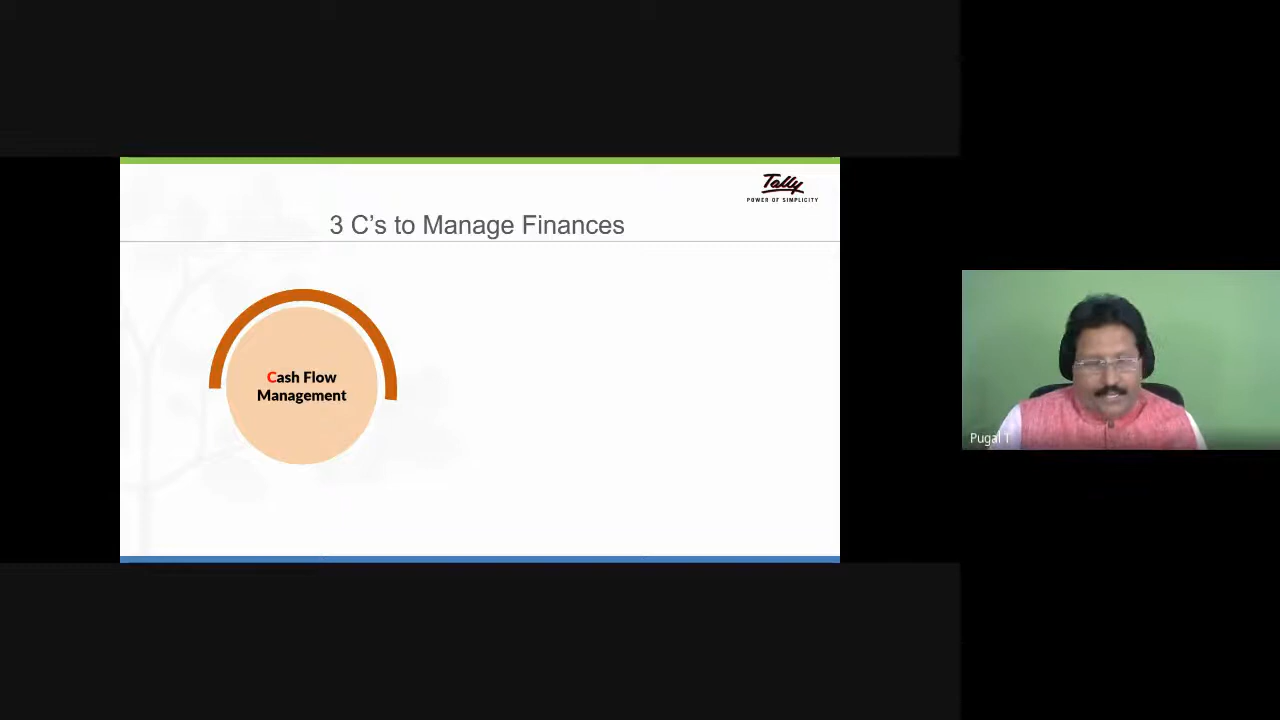 Tally
POWER OF SIMPLICITY
3 C's to Manage Finances
Cash Flow
Management
Pugal T